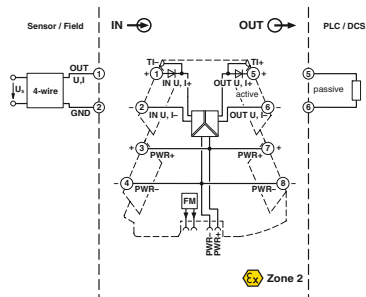 Sensor / Field
IN
OUT
PLC / DCS
OUT
U,I
1
4-wire
Us
2
GND
TI–
TI+
+ 1
5 +
IN U, I+
OUT U, I+
active
– 2
6 –
IN U, I–
OUT U, I–
+ 3
7 +
PWR+
PWR+
– 4
8 –
PWR–
PWR–
FM
PWR–
PWR+
5
passive
6
Ex Zone 2